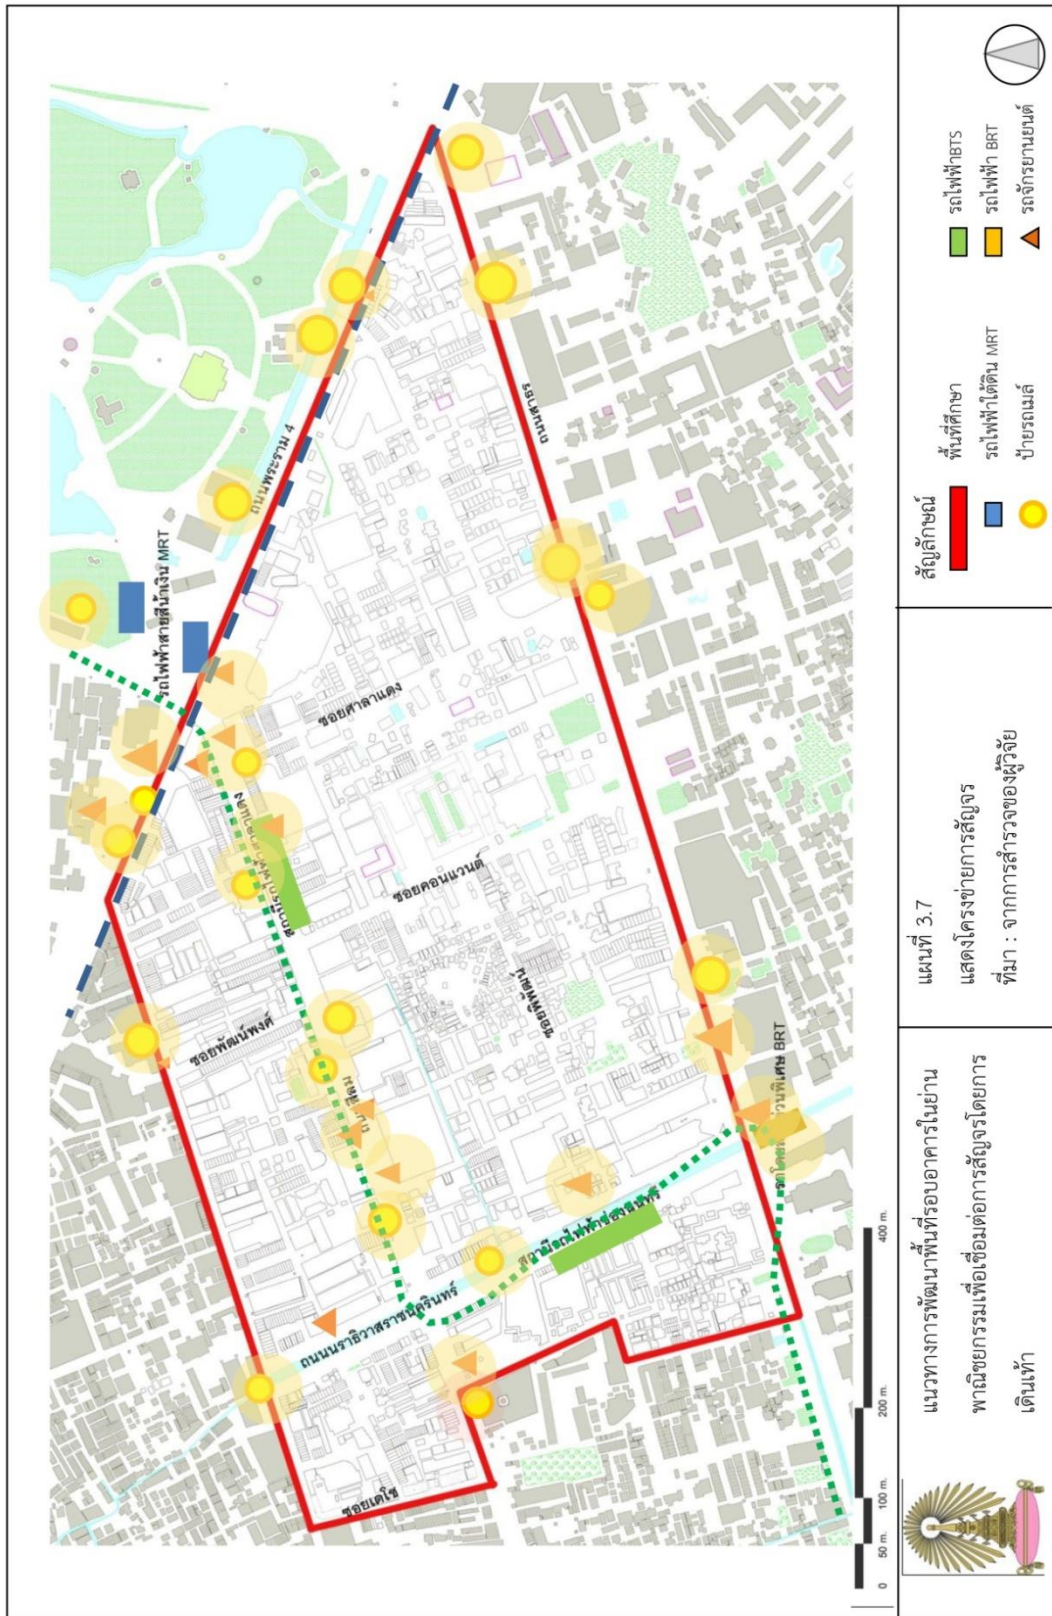 รถไฟฟ้าสายสีน้ำเงิน MRT
ถนนพระราม 4
ถนนสาธร
ซอยศาลาแดง
ซอยคอนแวนต์
ซอยพิพัฒน์
ซอยพัฒน์พงศ์
สถานีรถไฟฟ้าช่องนนทรี
ถนนนราธิวาสราชนครินทร์
ซอยเดโช
0 50 m. 100 m. 200 m. 400 m.
แนวทางการพัฒนาพื้นที่รอบอาคารในย่าน
พาณิชยกรรมเพื่อเชื่อมต่อการสัญจรโดยการ
เดินเท้า
แผนที่ 3.7
แสดงโครงข่ายการสัญจร
ที่มา : จากการสำรวจของผู้วิจัย
สัญลักษณ์
พื้นที่ศึกษา
รถไฟฟ้าBTS
รถไฟฟ้าใต้ดิน MRT
รถไฟฟ้า BRT
ป้ายรถเมล์
รถจักรยานยนต์